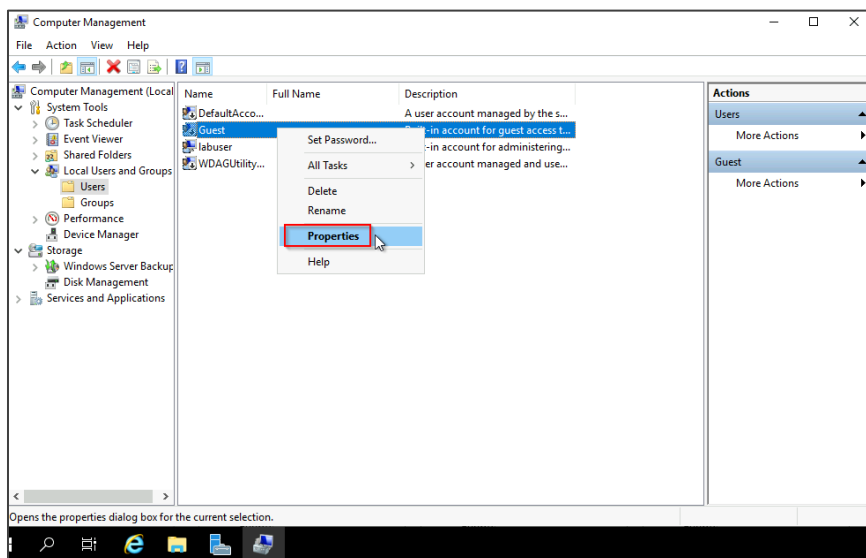 Computer Management
File Action View Help
Computer Management (Local
System Tools
Task Scheduler
Event Viewer
Shared Folders
Local Users and Groups
Users
Groups
Performance
Device Manager
Storage
Windows Server Backup
Disk Management
Services and Applications
Name Full Name Description
DefaultAcco... A user account managed by the s...
Guest -in account for guest access t...
labuser -in account for administering...
WDAGUtility... er account managed and use...
Set Password...
All Tasks
Delete
Rename
Properties
Help
Actions
Users
More Actions
Guest
More Actions
Opens the properties dialog box for the current selection.